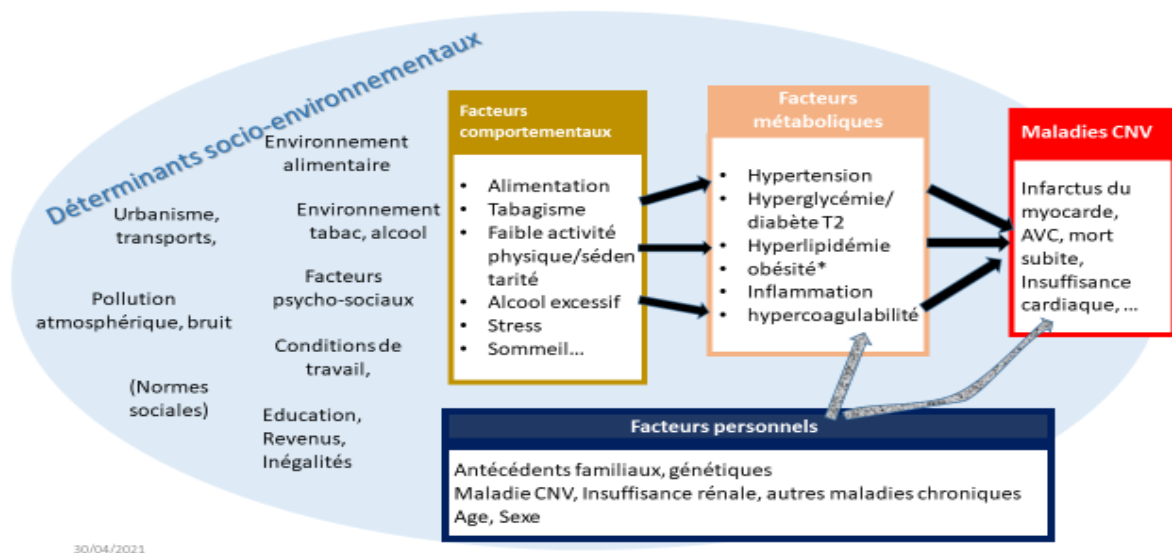 Déterminants socio-environnementaux
Environnement
alimentaire
Urbanisme,
transports,
Environnement
tabac, alcool
Facteurs
psycho-sociaux
Pollution
atmosphérique, bruit
Conditions de
travail,
(Normes
sociales)
Education,
Revenus,
Inégalités
Facteurs
comportementaux
• Alimentation
• Tabagisme
• Faible activité
physique/séden
tarité
• Alcool excessif
• Stress
• Sommeil...
Facteurs
métaboliques
• Hypertension
• Hyperglycémie/
diabète T2
• Hyperlipidémie
• obésité*
• Inflammation
• hypercoagulabilité
Maladies CNV
Infarctus du
myocarde,
AVC, mort
subite,
Insuffisance
cardiaque, ...
Facteurs personnels
Antécédents familiaux, génétiques
Maladie CNV, Insuffisance rénale, autres maladies chroniques
Age, Sexe
30/04/2021